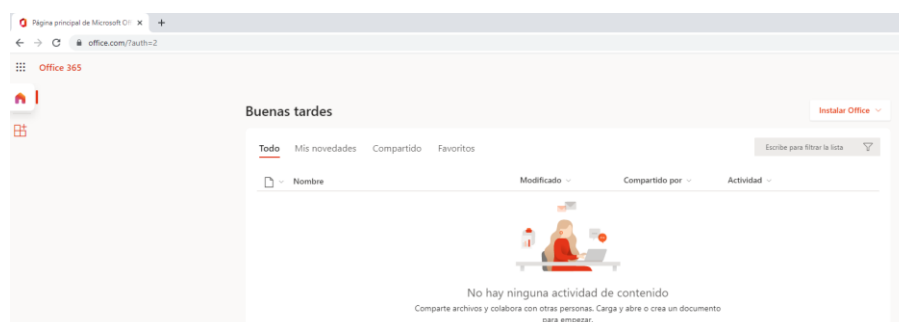 Página principal de Microsoft Of
office.com/?auth=2
Office 365
Buenas tardes
Instalar Office
Todo Mis novedades Compartido Favoritos
Escribe para filtrar la lista
Nombre Modificado Compartido por Actividad
No hay ninguna actividad de contenido
Comparte archivos y colabora con otras personas. Carga y abre o crea un documento
para empezar.